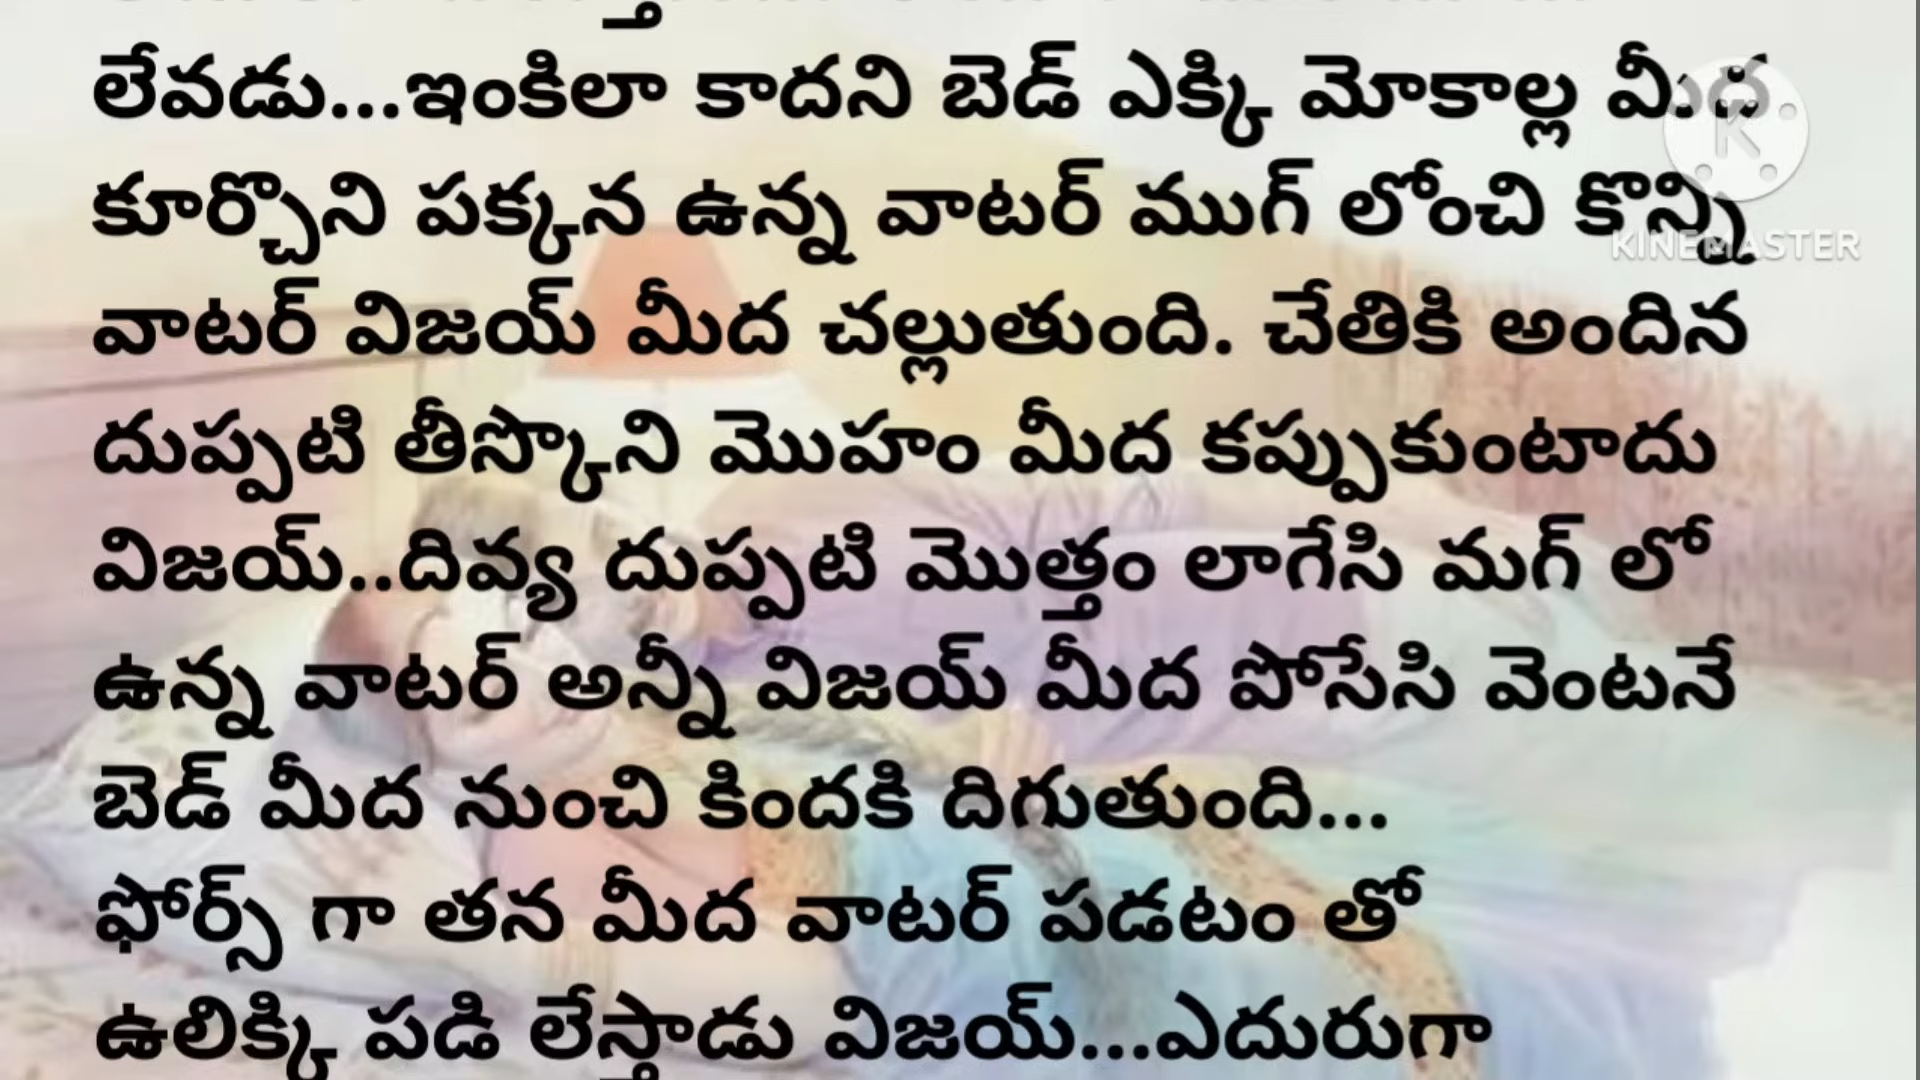 లేవడు...ఇంకిలా కాదని బెడ్ ఎక్కి మోకాల్ల మీద
కూర్చొని పక్కన ఉన్న వాటర్ ముగ్ లోంచి కొన్ని
KINEMASTER
వాటర్ విజయ్ మీద చల్లుతుంది. చేతికి అందిన
దుప్పటి తీస్కొని మొహం మీద కప్పుకుంటాదు
విజయ్..దివ్య దుప్పటి మొత్తం లాగేసి మగ్ లో
ఉన్న వాటర్ అన్నీ విజయ్ మీద పోసేసి వెంటనే
బెడ్ మీద నుంచి కిందకి దిగుతుంది...
ఫోర్స్ గా తన మీద వాటర్ పడటం తో
ఉలిక్కి పడి లేస్తాడు విజయ్...ఎదురుగా